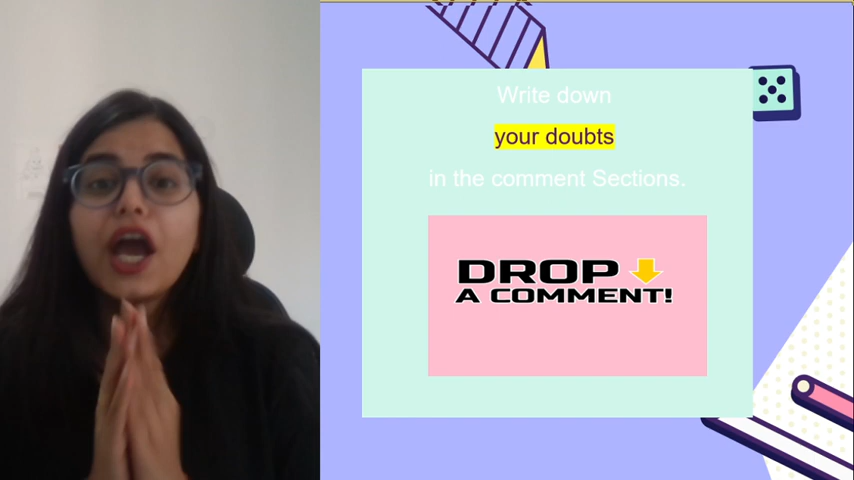 Write down
your doubts
in the comment Sections.
DROP
A COMMENT!